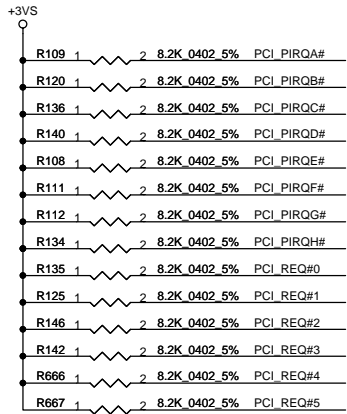 +3VS
R109 1 2 8.2K_0402_5% PCI_PIRQA#
R120 1 2 8.2K_0402_5% PCI_PIRQB#
R136 1 2 8.2K_0402_5% PCI_PIRQC#
R140 1 2 8.2K_0402_5% PCI_PIRQD#
R108 1 2 8.2K_0402_5% PCI_PIRQE#
R111 1 2 8.2K_0402_5% PCI_PIRQF#
R112 1 2 8.2K_0402_5% PCI_PIRQG#
R134 1 2 8.2K_0402_5% PCI_PIRQH#
R135 1 2 8.2K_0402_5% PCI_REQ#0
R125 1 2 8.2K_0402_5% PCI_REQ#1
R146 1 2 8.2K_0402_5% PCI_REQ#2
R142 1 2 8.2K_0402_5% PCI_REQ#3
R666 1 2 8.2K_0402_5% PCI_REQ#4
R667 1 2 8.2K_0402_5% PCI_REQ#5